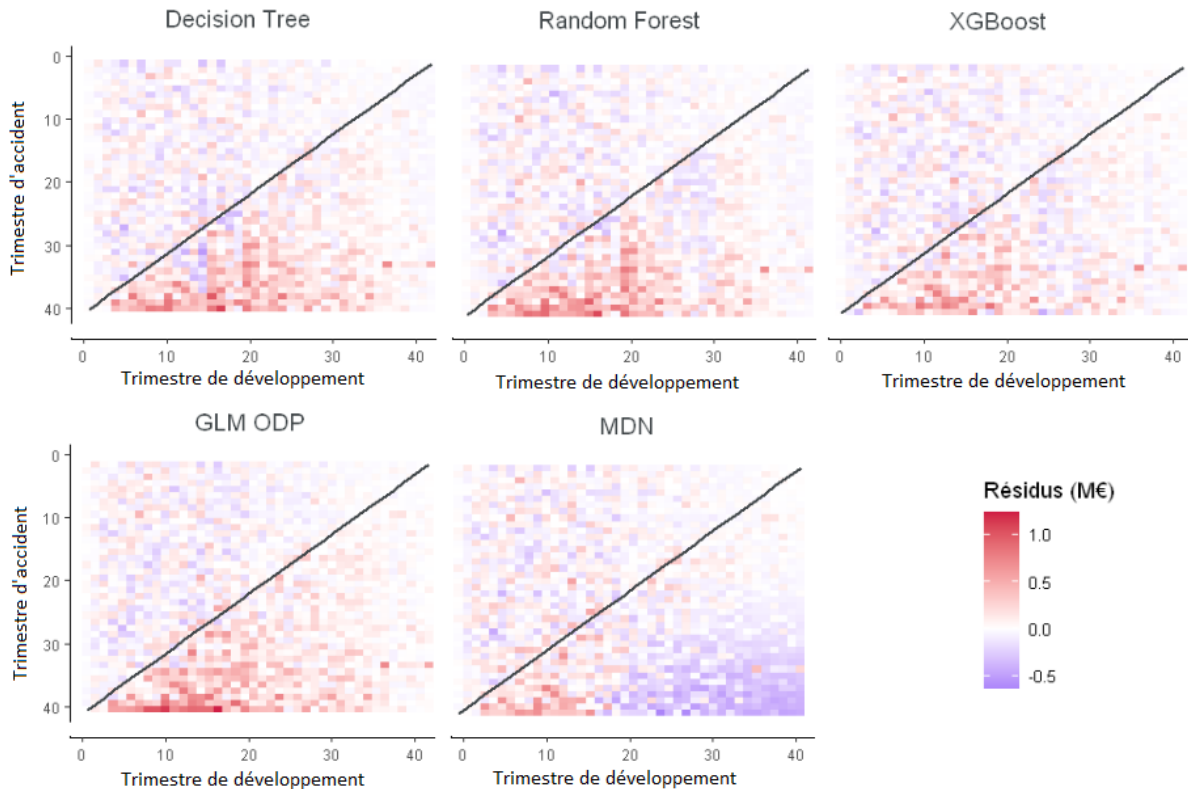 Decision Tree
Random Forest
XGBoost
Trimestre d'accident
0
10
20
30
40
0 10 20 30 40
0 10 20 30 40
0 10 20 30 40
Trimestre de développement
Trimestre de développement
Trimestre de développement
GLM ODP
MDN
Trimestre d'accident
0
10
20
30
40
0 10 20 30 40
0 10 20 30 40
Trimestre de développement
Trimestre de développement
Résidus (M€)
1.0
0.5
0.0
-0.5